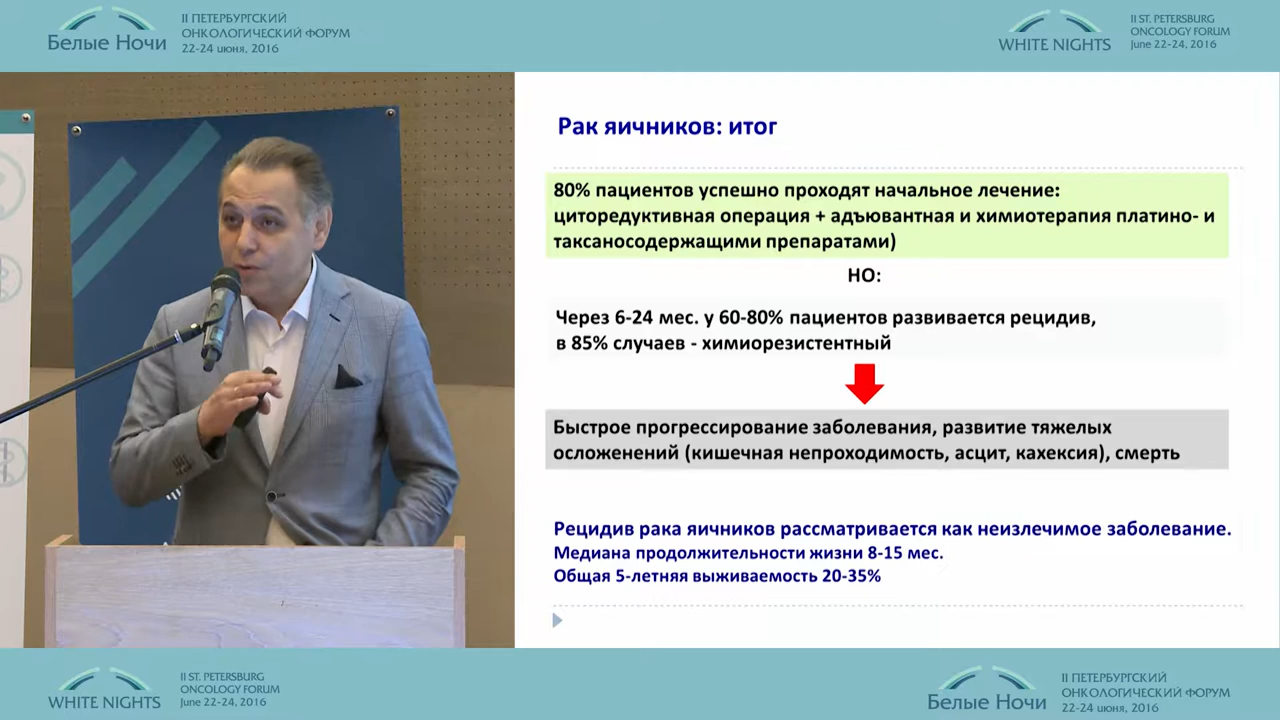 Белые Ночи
II ПЕТЕРБУРГСКИЙ
ОНКОЛОГИЧЕСКИЙ ФОРУМ
22-24 июня, 2016
WHITE NIGHTS
II ST. PETERSBURG
ONCOLOGY FORUM
June 22-24, 2016
Рак яичников: итог
80% пациентов успешно проходят начальное лечение:
циторедуктивная операция + адъювантная и химиотерапия платино- и
таксаносодержащими препаратами)
НО:
Через 6-24 мес. у 60-80% пациентов развивается рецидив,
в 85% случаев - химиорезистентный
Быстрое прогрессирование заболевания, развитие тяжелых
осложенений (кишечная непроходимость, асцит, кахексия), смерть
Рецидив рака яичников рассматривается как неизлечимое заболевание.
Медиана продолжительности жизни 8-15 мес.
Общая 5-летняя выживаемость 20-35%
WHITE NIGHTS
II ST. PETERSBURG
ONCOLOGY FORUM
June 22-24, 2016
Белые Ночи
II ПЕТЕРБУРГСКИЙ
ОНКОЛОГИЧЕСКИЙ ФОРУМ
22-24 июня, 2016